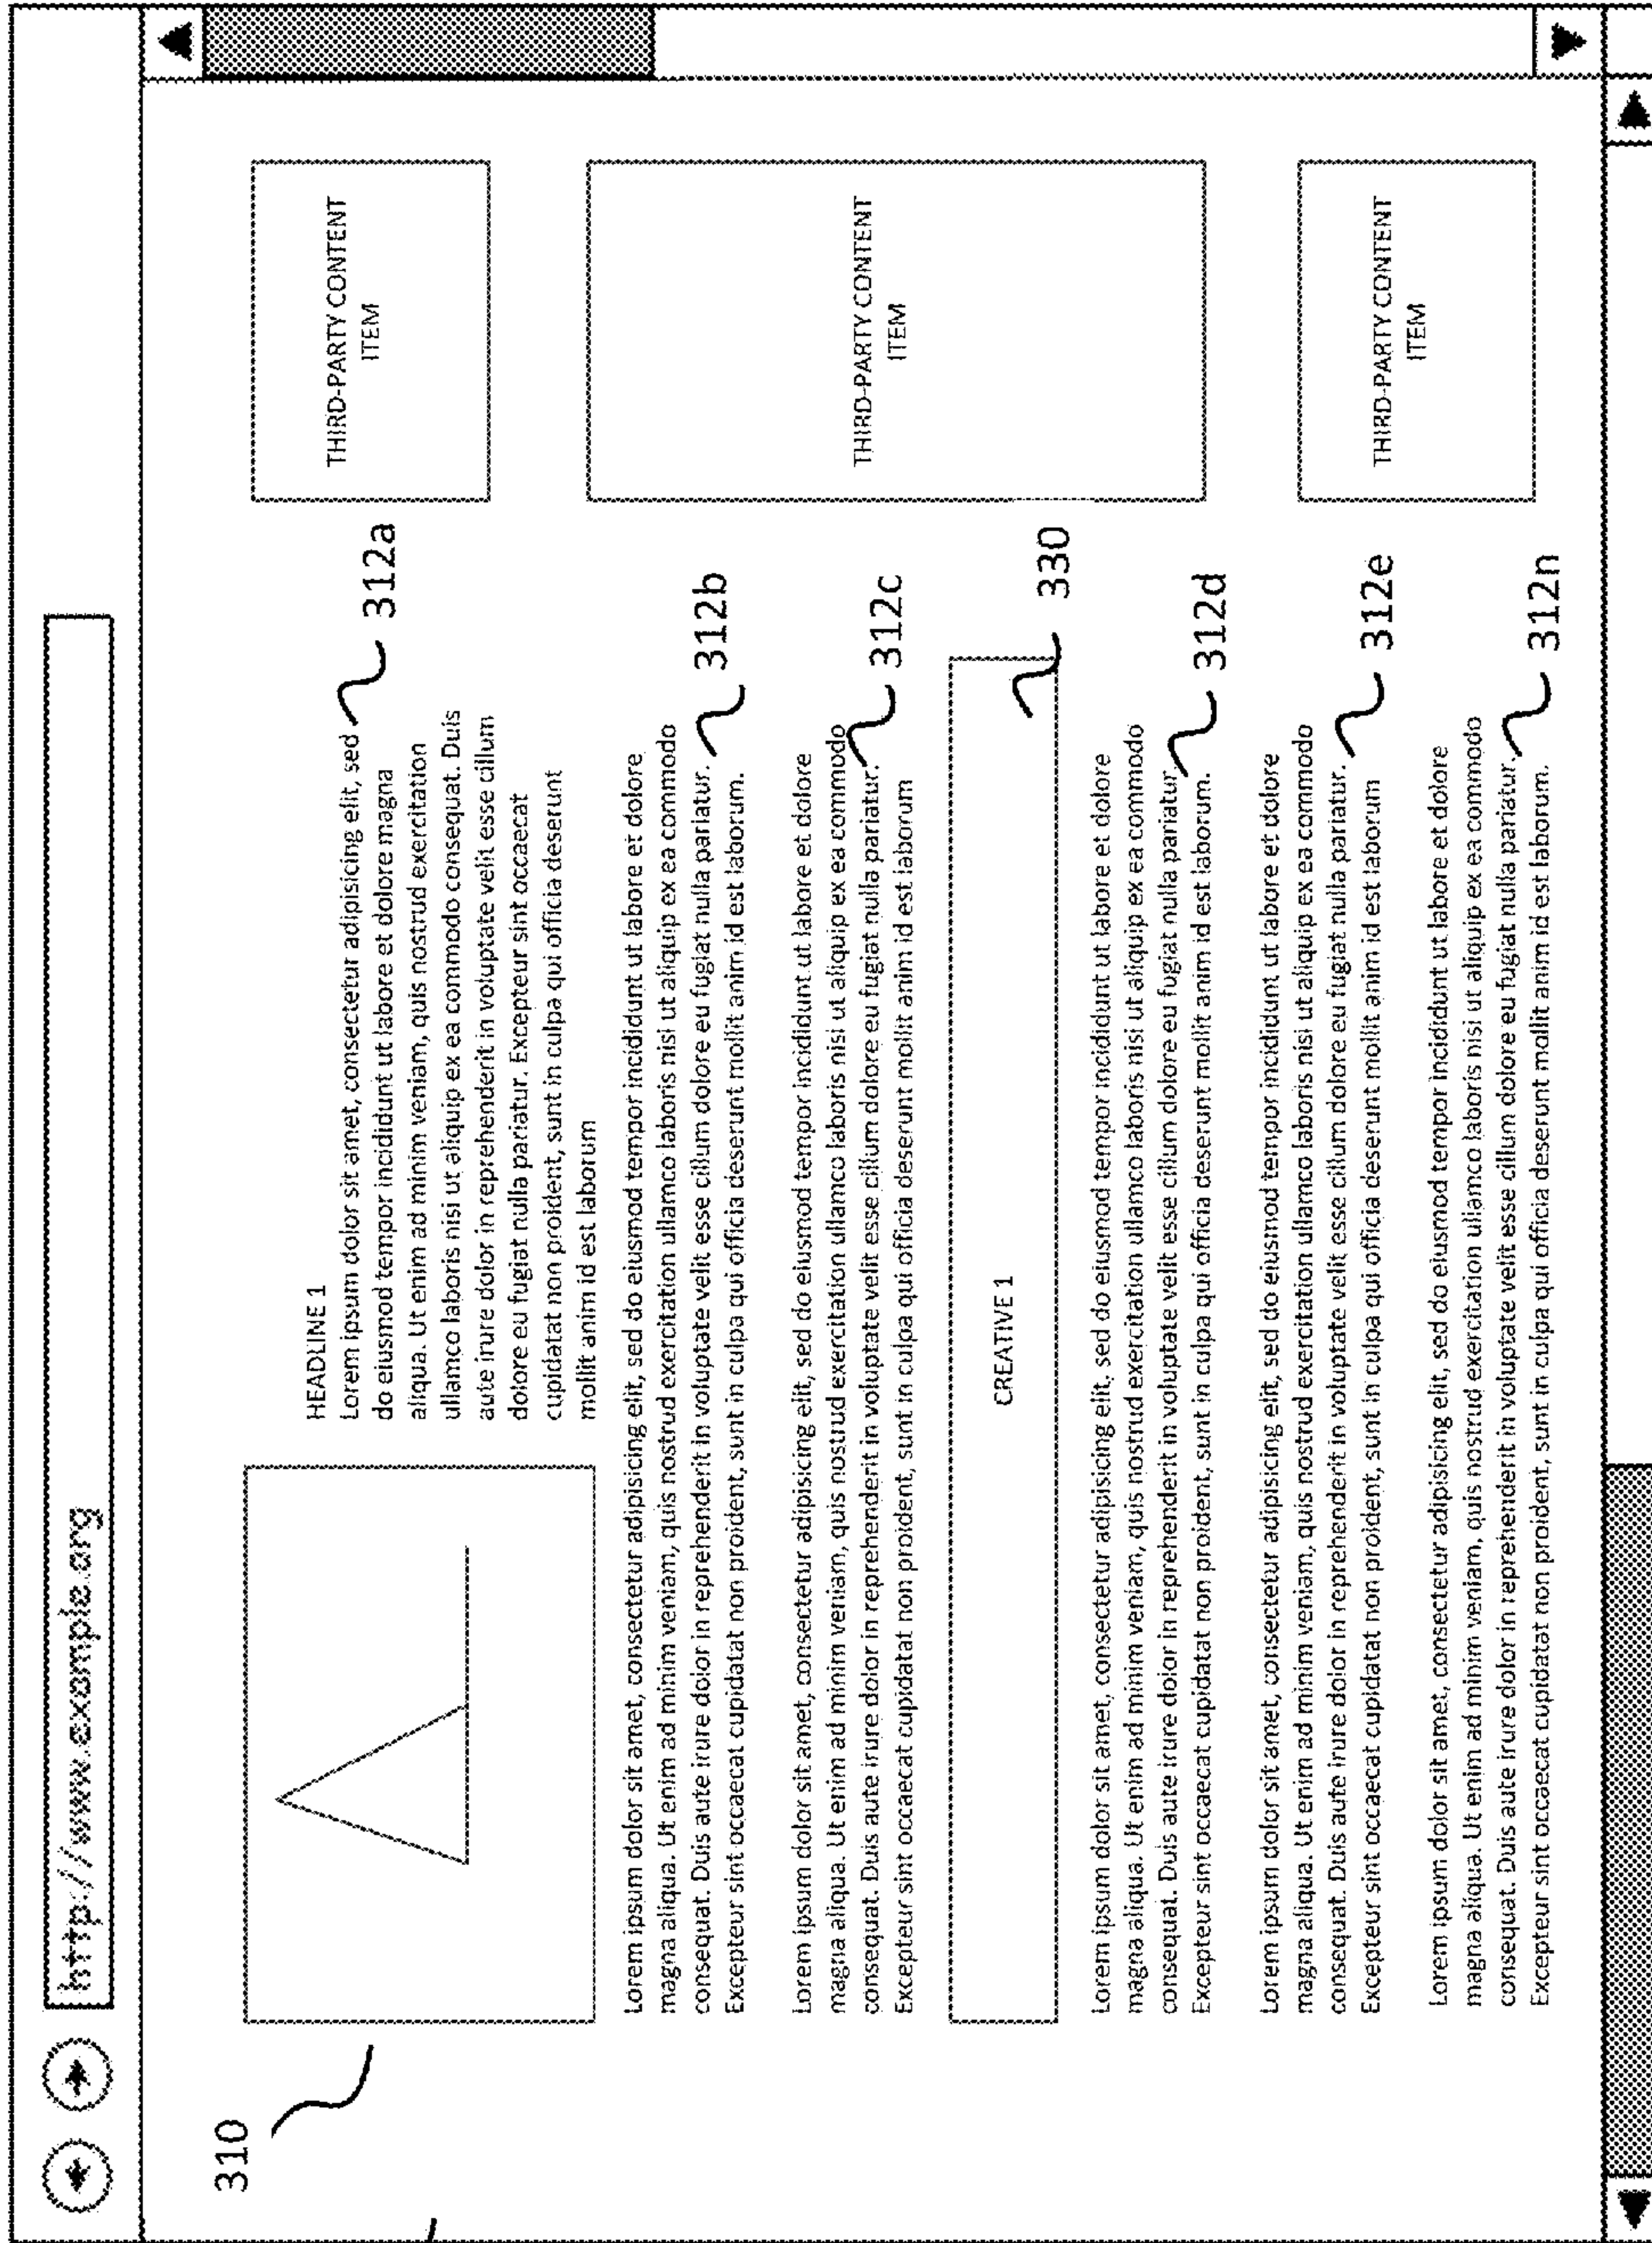 http://www.example.org
310
HEADLINE 1
Lorem ipsum dolor sit amet, consectetur adipisicing elit, sed
do eiusmod tempor incididunt ut labore et dolore magna
aliqua. Ut enim ad minim veniam, quis nostrud exercitation
ullamco laboris nisi ut aliquip ex ea commodo consequat. Duis
aute irure dolor in reprehenderit in voluptate velit esse cillum
dolore eu fugiat nulla pariatur. Excepteur sint occaecat
cupidatat non proident, sunt in culpa qui officia deserunt
mollit anim id est laborum
312a
THIRD-PARTY CONTENT
ITEM
Lorem ipsum dolor sit amet, consectetur adipisicing elit, sed do eiusmod tempor incididunt ut labore et dolore
magna aliqua. Ut enim ad minim veniam, quis nostrud exercitation ullamco laboris nisi ut aliquip ex ea commodo
consequat. Duis aute irure dolor in reprehenderit in voluptate velit esse cillum dolore eu fugiat nulla pariatur.
Excepteur sint occaecat cupidatat non proident, sunt in culpa qui officia deserunt mollit anim id est laborum.
312b
Lorem ipsum dolor sit amet, consectetur adipisicing elit, sed do eiusmod tempor incididunt ut labore et dolore
magna aliqua. Ut enim ad minim veniam, quis nostrud exercitation ullamco laboris nisi ut aliquip ex ea commodo
consequat. Duis aute irure dolor in reprehenderit in voluptate velit esse cillum dolore eu fugiat nulla pariatur.
Excepteur sint occaecat cupidatat non proident, sunt in culpa qui officia deserunt mollit anim id est laborum
312c
THIRD-PARTY CONTENT
ITEM
CREATIVE 1
330
Lorem ipsum dolor sit amet, consectetur adipisicing elit, sed do eiusmod tempor incididunt ut labore et dolore
magna aliqua. Ut enim ad minim veniam, quis nostrud exercitation ullamco laboris nisi ut aliquip ex ea commodo
consequat. Duis aute irure dolor in reprehenderit in voluptate velit esse cillum dolore eu fugiat nulla pariatur.
Excepteur sint occaecat cupidatat non proident, sunt in culpa qui officia deserunt mollit anim id est laborum.
312d
Lorem ipsum dolor sit amet, consectetur adipisicing elit, sed do eiusmod tempor incididunt ut labore et dolore
magna aliqua. Ut enim ad minim veniam, quis nostrud exercitation ullamco laboris nisi ut aliquip ex ea commodo
consequat. Duis aute irure dolor in reprehenderit in voluptate velit esse cillum dolore eu fugiat nulla pariatur.
Excepteur sint occaecat cupidatat non proident, sunt in culpa qui officia deserunt mollit anim id est laborum
312e
THIRD-PARTY CONTENT
ITEM
Lorem ipsum dolor sit amet, consectetur adipisicing elit, sed do eiusmod tempor incididunt ut labore et dolore
magna aliqua. Ut enim ad minim veniam, quis nostrud exercitation ullamco laboris nisi ut aliquip ex ea commodo
consequat. Duis aute irure dolor in reprehenderit in voluptate velit esse cillum dolore eu fugiat nulla pariatur.
Excepteur sint occaecat cupidatat non proident, sunt in culpa qui officia deserunt mollit anim id est laborum.
312n